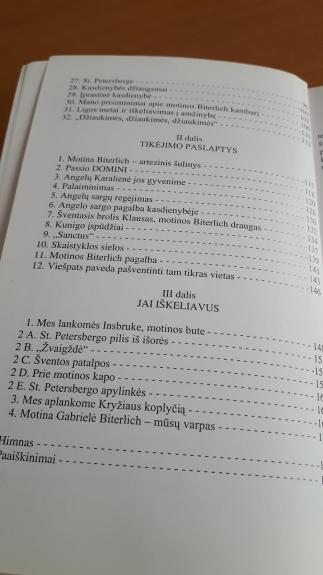 27. St. Petersberge
28. Kasdienybės džiaugsmai
29. Įprastinė kasdienybė
30. Mano prisiminimai apie motinos Biterlich kambarį
31. Ligos metai ir iškeliavimas į amžinybę
32. „Džiaukimės, džiaukimės, džiaukimės“
II dalis
TIKĖJIMO PASLAPTYS
1. Motina Biterlich – artezinis šulinys
2. Passio DOMINI
3. Angelų Karalienė jos gyvenime
4. Palaiminimas
5. Angelų sargų regėjimas
6. Angelo sargo pagalba kasdienybėje
7. Šventasis brolis Klausas, motinos Biterlich draugas
8. Kunigo įspūdžiai
9. „Sanctus“
10. Skaistyklos sielos
11. Motinos Biterlich pagalba
12. Viešpats paveda pašventinti tam tikras vietas - 146
III dalis
JAI IŠKELIAVUS
1. Mes lankomės Insbruke, motinos bute
2 A. St. Petersbergo pilis iš išorės
2 B. „Žvaigždė“
2 C. Šventos patalpos
2 D. Prie motinos kapo
2 E. St. Petersbergo apylinkės
3. Mes aplankome Kryžiaus koplyčią
4. Motina Gabrielė Biterlich – mūsų varpas
Himnas
Paaiškinimai